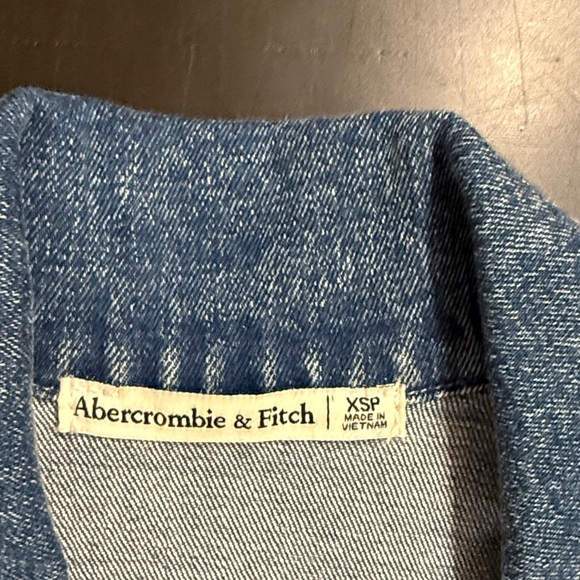 Abercrombie & Fitch | XSP
MADE IN
VIETNAM